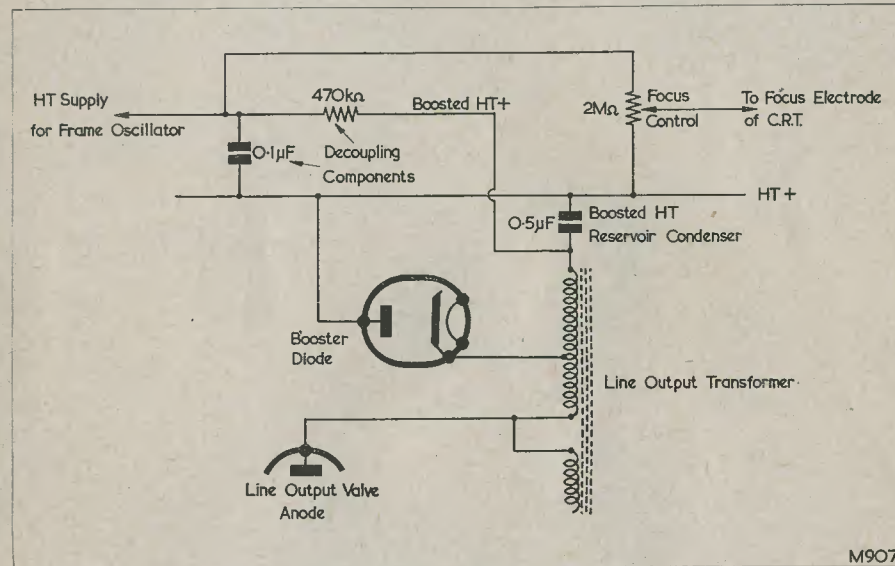 HT Supply
for Frame Oscillator
470kΩ
Boosted HT+
0·1µF
Decoupling
Components
2MΩ
Focus
Control
To Focus Electrode
of C.R.T.
HT+
0·5µF
Boosted HT
Reservoir Condenser
Booster
Diode
Line Output Transformer
Line Output Valve
Anode
M907